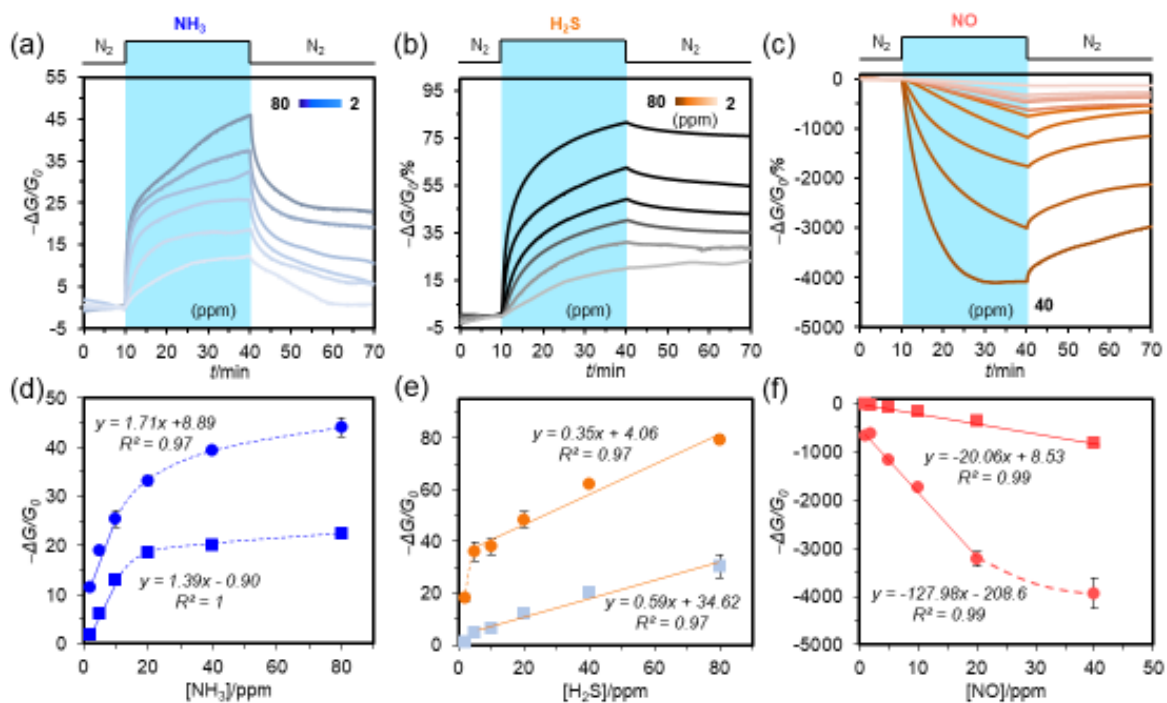 (a)
NH₃
N₂
N₂
80 2
(ppm)
−ΔG/G₀
55
45
35
25
15
5
-5
0 10 20 30 40 50 60 70
t/min
(b)
H₂S
N₂
N₂
80 2
(ppm)
(ppm)
−ΔG/G₀/%
95
75
55
35
15
-5
0 10 20 30 40 50 60 70
t/min
(c)
NO
N₂
N₂
(ppm) 40
−ΔG/G₀/%
0
-1000
-2000
-3000
-4000
-5000
0 10 20 30 40 50 60 70
t/min
(d)
y = 1.71x +8.89
R² = 0.97
y = 1.39x - 0.90
R² = 1
−ΔG/G₀
50
40
30
20
10
0
0 20 40 60 80
[NH₃]/ppm
(e)
y = 0.35x + 4.06
R² = 0.97
y = 0.59x + 34.62
R² = 0.97
−ΔG/G₀
80
60
40
20
0
0 20 40 60 80
[H₂S]/ppm
(f)
y = -20.06x + 8.53
R² = 0.99
y = -127.98x - 208.6
R² = 0.99
−ΔG/G₀
0
-1000
-2000
-3000
-4000
-5000
0 10 20 30 40 50
[NO]/ppm